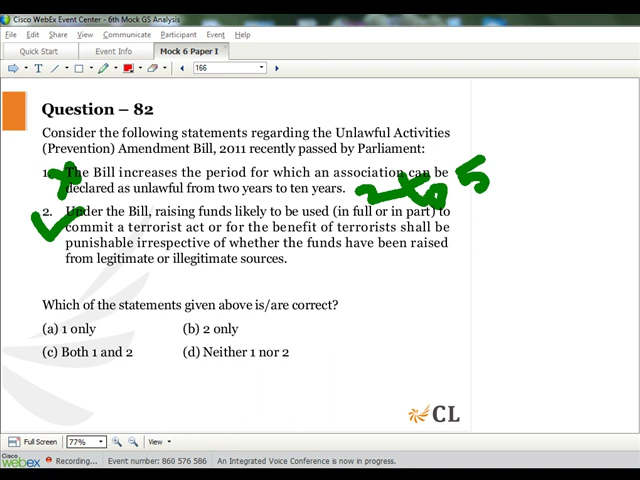 Cisco WebEx Event Center - 6th Mock GS Analysis
File Edit Share View Communicate Participant Event Help
Quick Start Event Info Mock 6 Paper I
T 166
Question – 82
Consider the following statements regarding the Unlawful Activities
(Prevention) Amendment Bill, 2011 recently passed by Parliament:
1. The Bill increases the period for which an association can be
declared as unlawful from two years to ten years.
2 to 5
2. Under the Bill, raising funds likely to be used (in full or in part) to
commit a terrorist act or for the benefit of terrorists shall be
punishable irrespective of whether the funds have been raised
from legitimate or illegitimate sources.
Which of the statements given above is/are correct?
(a) 1 only (b) 2 only
(c) Both 1 and 2 (d) Neither 1 nor 2
CL
Full Screen 77% View
Cisco webex Recording... Event number: 860 576 586 An Integrated Voice Conference is now in progress.